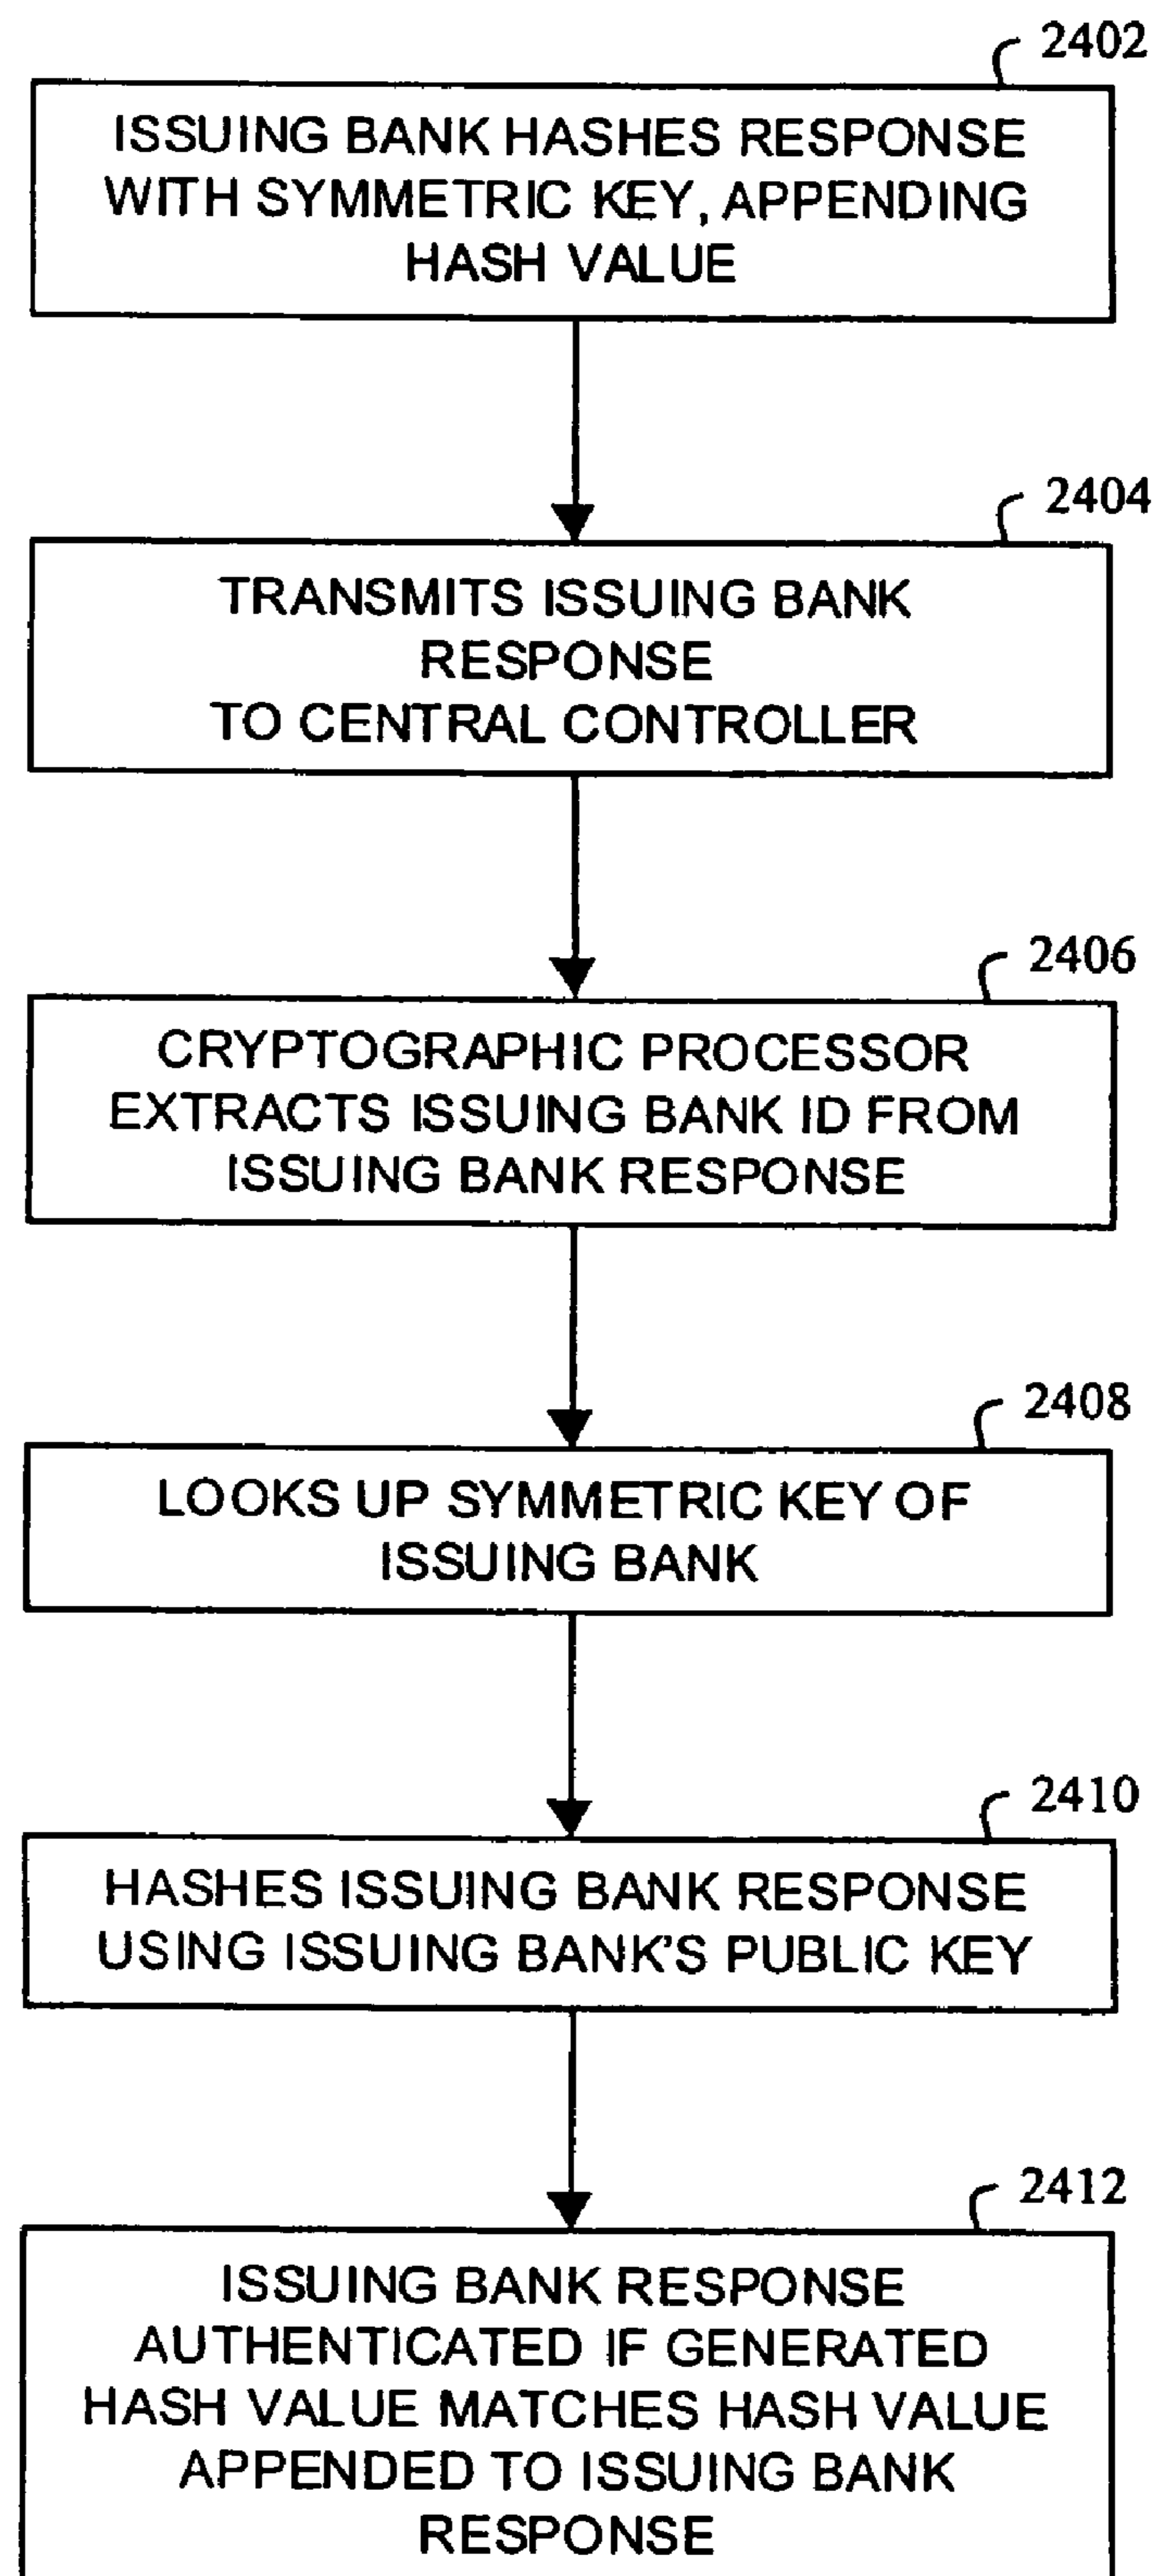 2402
ISSUING BANK HASHES RESPONSE
WITH SYMMETRIC KEY, APPENDING
HASH VALUE
2404
TRANSMITS ISSUING BANK
RESPONSE
TO CENTRAL CONTROLLER
2406
CRYPTOGRAPHIC PROCESSOR
EXTRACTS ISSUING BANK ID FROM
ISSUING BANK RESPONSE
2408
LOOKS UP SYMMETRIC KEY OF
ISSUING BANK
2410
HASHES ISSUING BANK RESPONSE
USING ISSUING BANK'S PUBLIC KEY
2412
ISSUING BANK RESPONSE
AUTHENTICATED IF GENERATED
HASH VALUE MATCHES HASH VALUE
APPENDED TO ISSUING BANK
RESPONSE